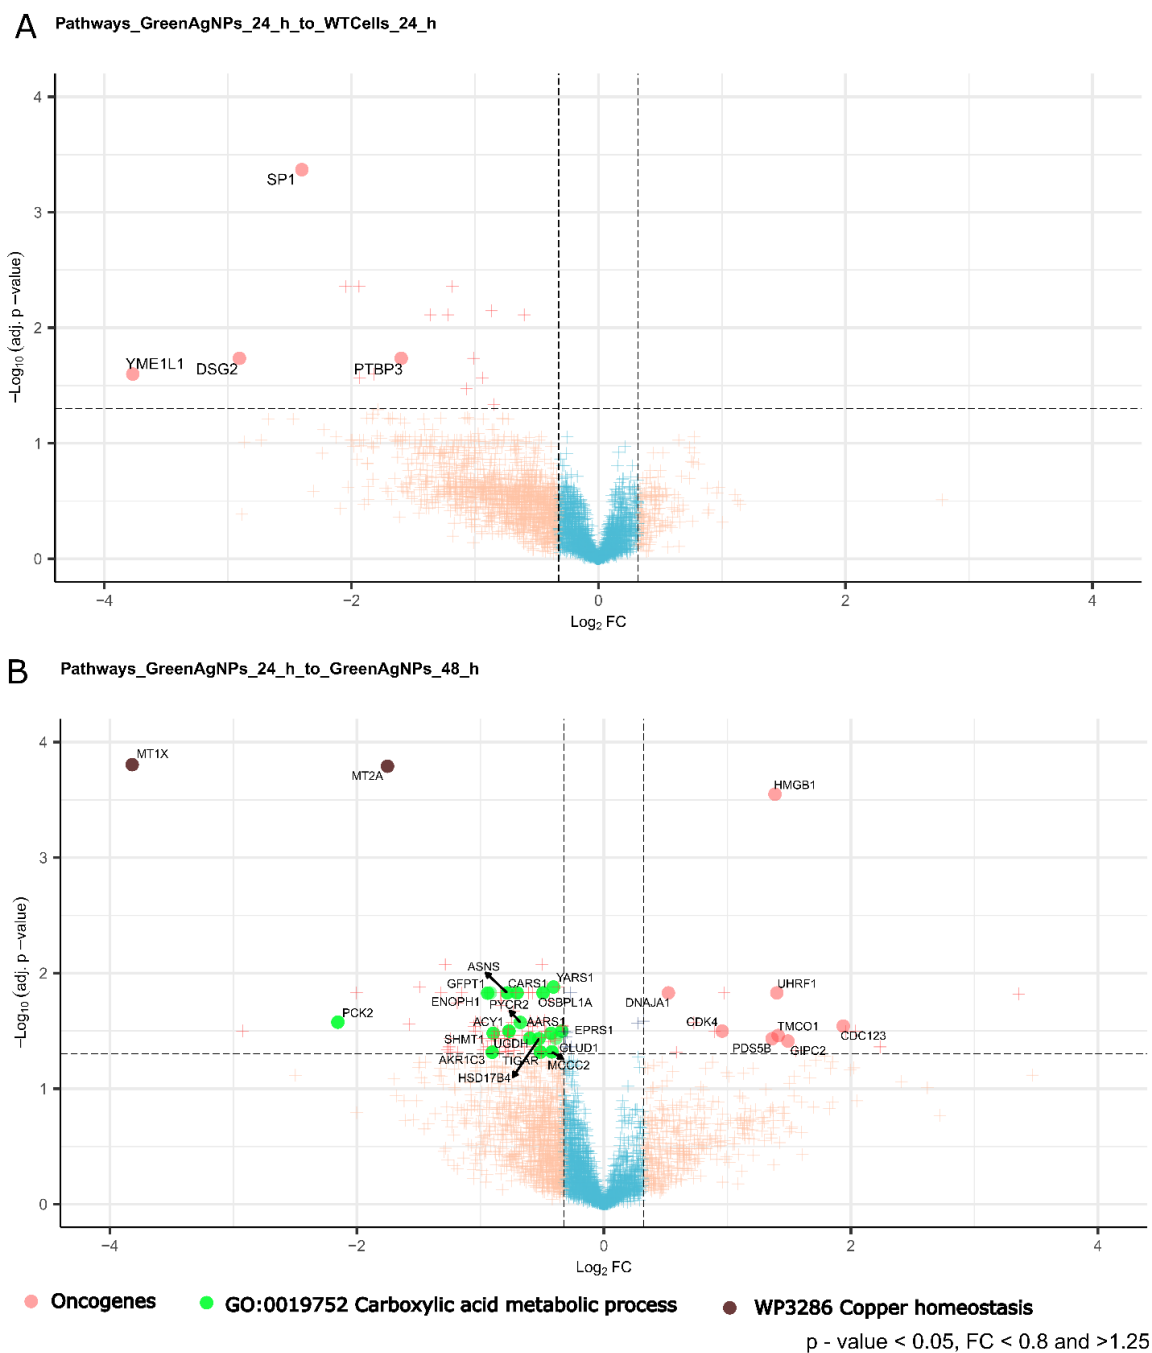 A Pathways_GreenAgNPs_24_h_to_WTCells_24_h
4
3
2
1
0
−Log10 (adj. p −value)
SP1
YME1L1
DSG2
PTBP3
−4 −2 0 2 4
Log2 FC
B Pathways_GreenAgNPs_24_h_to_GreenAgNPs_48_h
4
3
2
1
0
−Log10 (adj. p −value)
MT1X
MT2A
HMGB1
ASNS
YARS1
GFPT1
CARS1
UHRF1
ENOPH1
PYCR2
OSBPL1A
DNAJA1
PCK2
ACY1
AARS1
CDK4
TMCO1
EPRS1
CDC123
SHMT1
UGDH
GLUD1
PDS5B
GIPC2
AKR1C3
TIGAR
MCCC2
HSD17B4
−4 −2 0 2 4
Log2 FC
Oncogenes GO:0019752 Carboxylic acid metabolic process WP3286 Copper homeostasis
p - value < 0.05, FC < 0.8 and >1.25